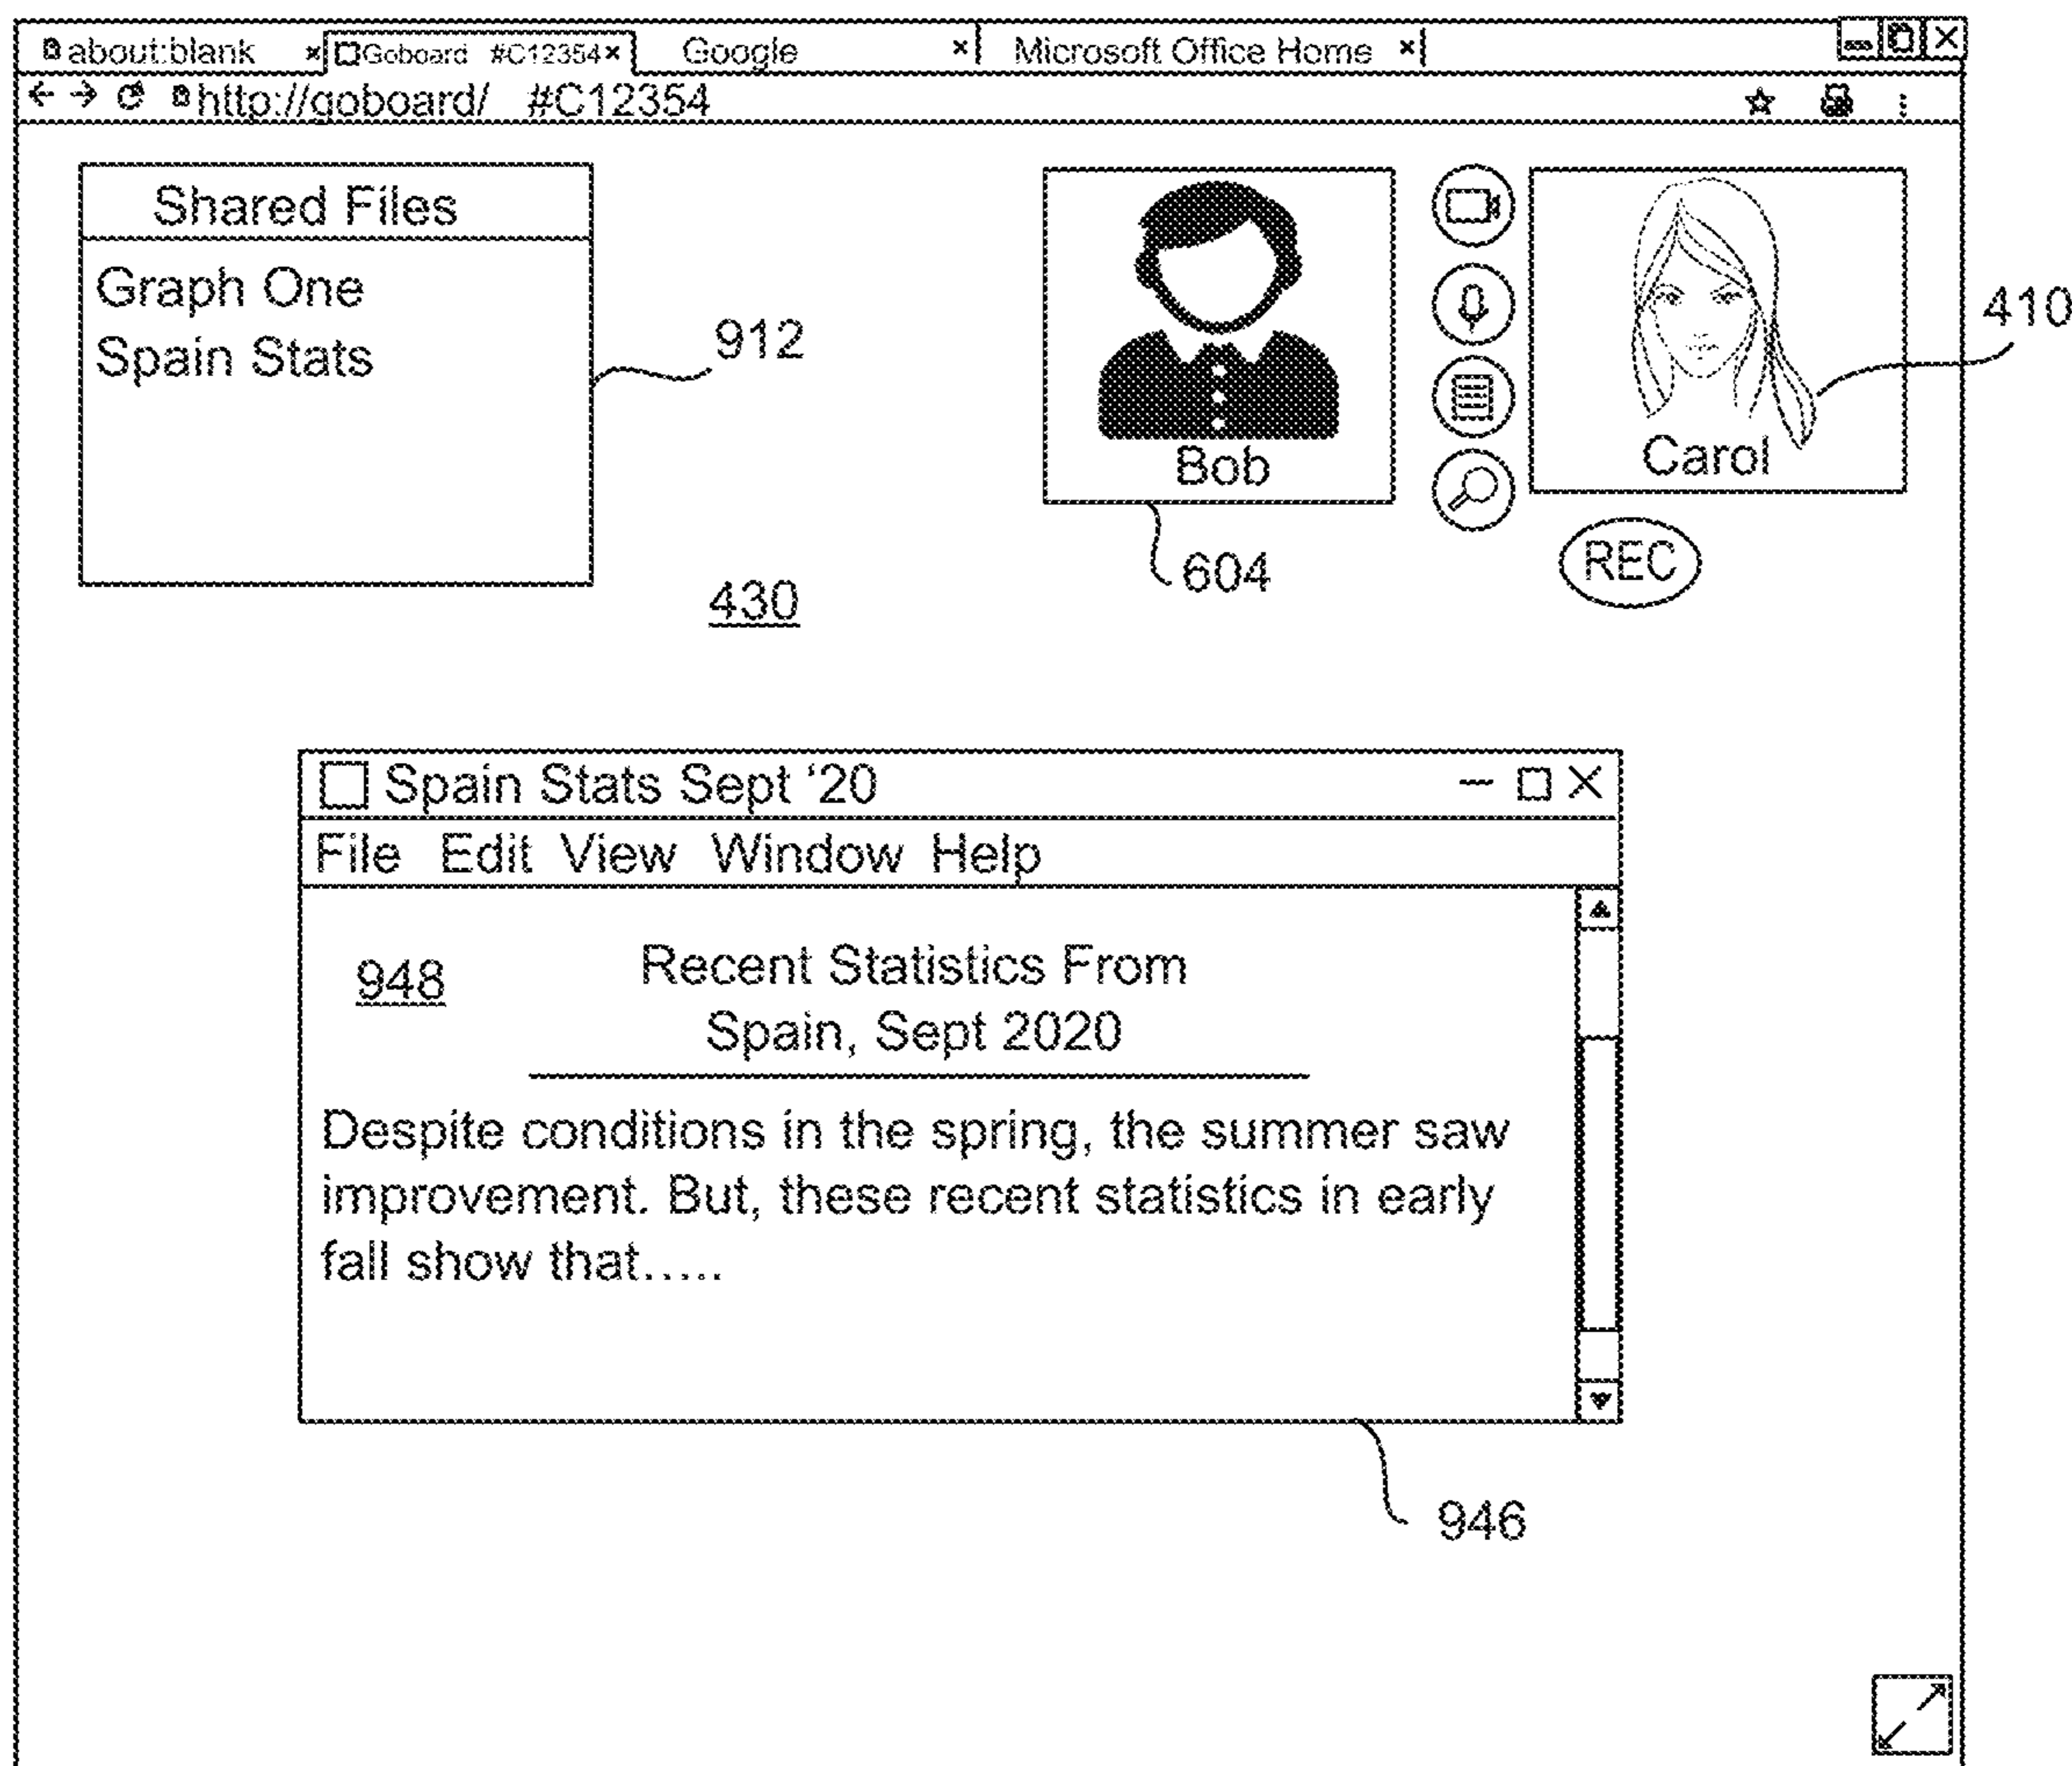 about:blank × Goboard #C12354× Google × Microsoft Office Home ×
http://goboard/ #C12354
Shared Files
Graph One
Spain Stats
912
Bob
604
Carol
410
REC
430
Spain Stats Sept ‘20
File Edit View Window Help
948
Recent Statistics From
Spain, Sept 2020
Despite conditions in the spring, the summer saw
improvement. But, these recent statistics in early
fall show that.....
946